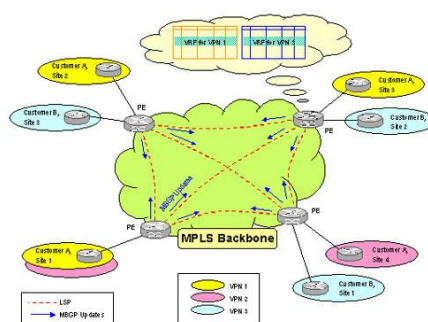 VRF for VPN 1
VRF for VPN 3
Customer A,
Site 2
Customer A,
Site 3
PE
PE
Customer B,
Site 3
Customer B,
Site 2
MBGP Updates
PE
PE
Customer A,
Site 1
MPLS Backbone
Customer A,
Site 4
Customer B,
Site 1
LSP
MBGP Updates
VPN 1
VPN 2
VPN 3